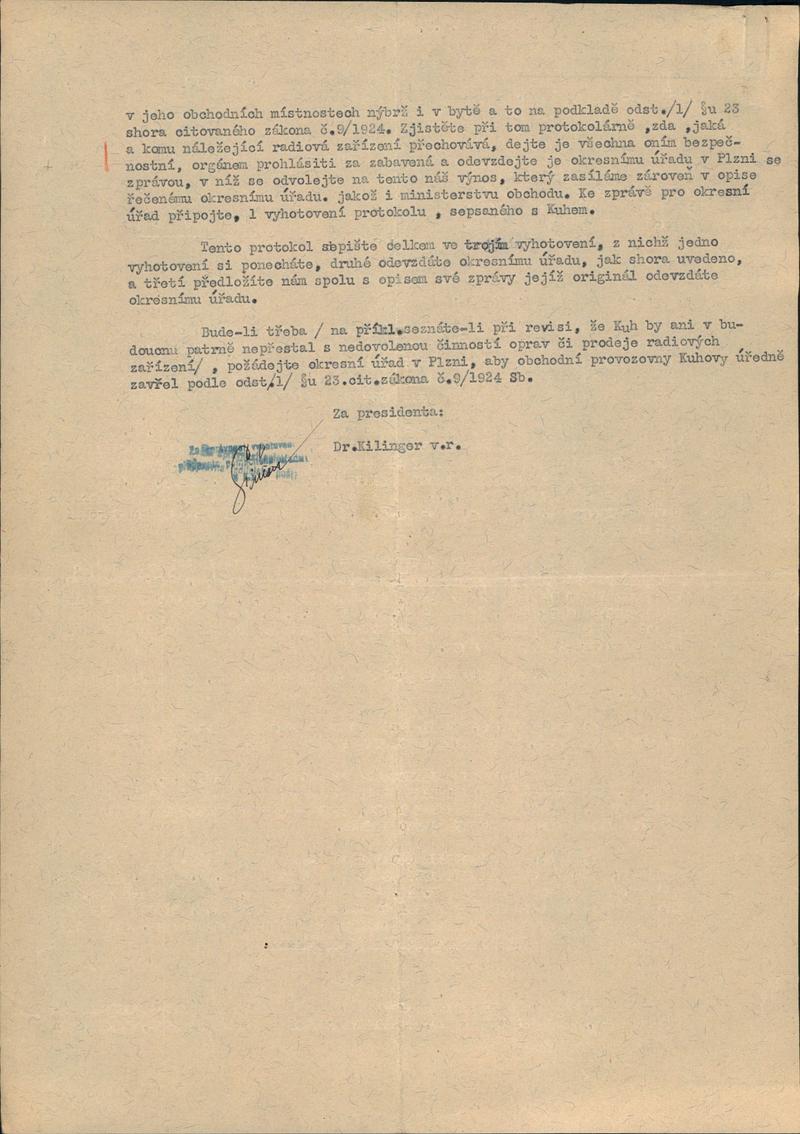 v jeho obchodních místnostech nýbrž i v bytě a to na podkladě odst./1/ §u 23
shora citovaného zákona č.9/1924. Zjistěte při tom protokolárně ,zda ,jaká
a komu náležející radiová zařízení přechovává, dejte je všechna oním bezpeč-
nostní, orgánem prohlásiti za zabavená a odevzdejte je okresnímu úřadu v Plzni se
zprávou, v níž se odvolejte na tento náš výnos, který zasíláme zároveň v opise
řečenému okresnímu úřadu. jakož i ministerstvu obchodu. Ke zprávě pro okresní
úřad připojte, 1 vyhotovení protokolu , sepsaného s Kuhem.
Tento protokol sepište celkem ve trojím vyhotovení, z nichž jedno
vyhotovení si ponecháte, druhé odevzdáte okresnímu úřadu, jak shora uvedeno,
a třetí předložíte nám spolu s opisem své zprávy jejíž originál odevzdáte
okresnímu úřadu.
Bude-li třeba / na příkl.seznáte-li při revisi, že Kuh by ani v bu-
doucnu patrně nepřestal s nedovolenou činností oprav či prodeje radiových
zařízení/ , požádejte okresní úřad v Plzni, aby obchodní provozovny Kuhovy úředně
zavřel podle odst/1/ §u 23.cit.zákona č.9/1924 Sb.
Za presidenta:
Dr.Kilinger v.r.